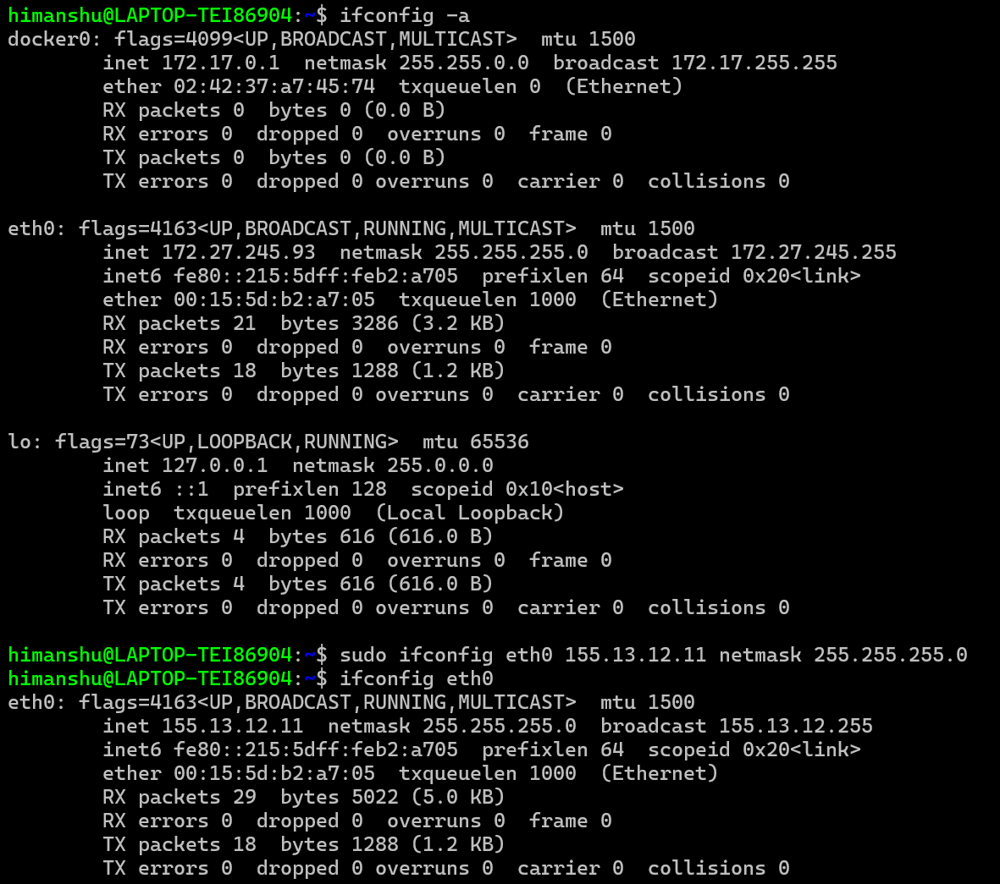 himanshu@LAPTOP-TEI86904:~$ ifconfig -a
docker0: flags=4099<UP,BROADCAST,MULTICAST>  mtu 1500
        inet 172.17.0.1  netmask 255.255.0.0  broadcast 172.17.255.255
        ether 02:42:37:a7:45:74  txqueuelen 0  (Ethernet)
        RX packets 0  bytes 0 (0.0 B)
        RX errors 0  dropped 0  overruns 0  frame 0
        TX packets 0  bytes 0 (0.0 B)
        TX errors 0  dropped 0 overruns 0  carrier 0  collisions 0

eth0: flags=4163<UP,BROADCAST,RUNNING,MULTICAST>  mtu 1500
        inet 172.27.245.93  netmask 255.255.255.0  broadcast 172.27.245.255
        inet6 fe80::215:5dff:feb2:a705  prefixlen 64  scopeid 0x20<link>
        ether 00:15:5d:b2:a7:05  txqueuelen 1000  (Ethernet)
        RX packets 21  bytes 3286 (3.2 KB)
        RX errors 0  dropped 0  overruns 0  frame 0
        TX packets 18  bytes 1288 (1.2 KB)
        TX errors 0  dropped 0 overruns 0  carrier 0  collisions 0

lo: flags=73<UP,LOOPBACK,RUNNING>  mtu 65536
        inet 127.0.0.1  netmask 255.0.0.0
        inet6 ::1  prefixlen 128  scopeid 0x10<host>
        loop  txqueuelen 1000  (Local Loopback)
        RX packets 4  bytes 616 (616.0 B)
        RX errors 0  dropped 0  overruns 0  frame 0
        TX packets 4  bytes 616 (616.0 B)
        TX errors 0  dropped 0 overruns 0  carrier 0  collisions 0

himanshu@LAPTOP-TEI86904:~$ sudo ifconfig eth0 155.13.12.11 netmask 255.255.255.0
himanshu@LAPTOP-TEI86904:~$ ifconfig eth0
eth0: flags=4163<UP,BROADCAST,RUNNING,MULTICAST>  mtu 1500
        inet 155.13.12.11  netmask 255.255.255.0  broadcast 155.13.12.255
        inet6 fe80::215:5dff:feb2:a705  prefixlen 64  scopeid 0x20<link>
        ether 00:15:5d:b2:a7:05  txqueuelen 1000  (Ethernet)
        RX packets 29  bytes 5022 (5.0 KB)
        RX errors 0  dropped 0  overruns 0  frame 0
        TX packets 18  bytes 1288 (1.2 KB)
        TX errors 0  dropped 0 overruns 0  carrier 0  collisions 0